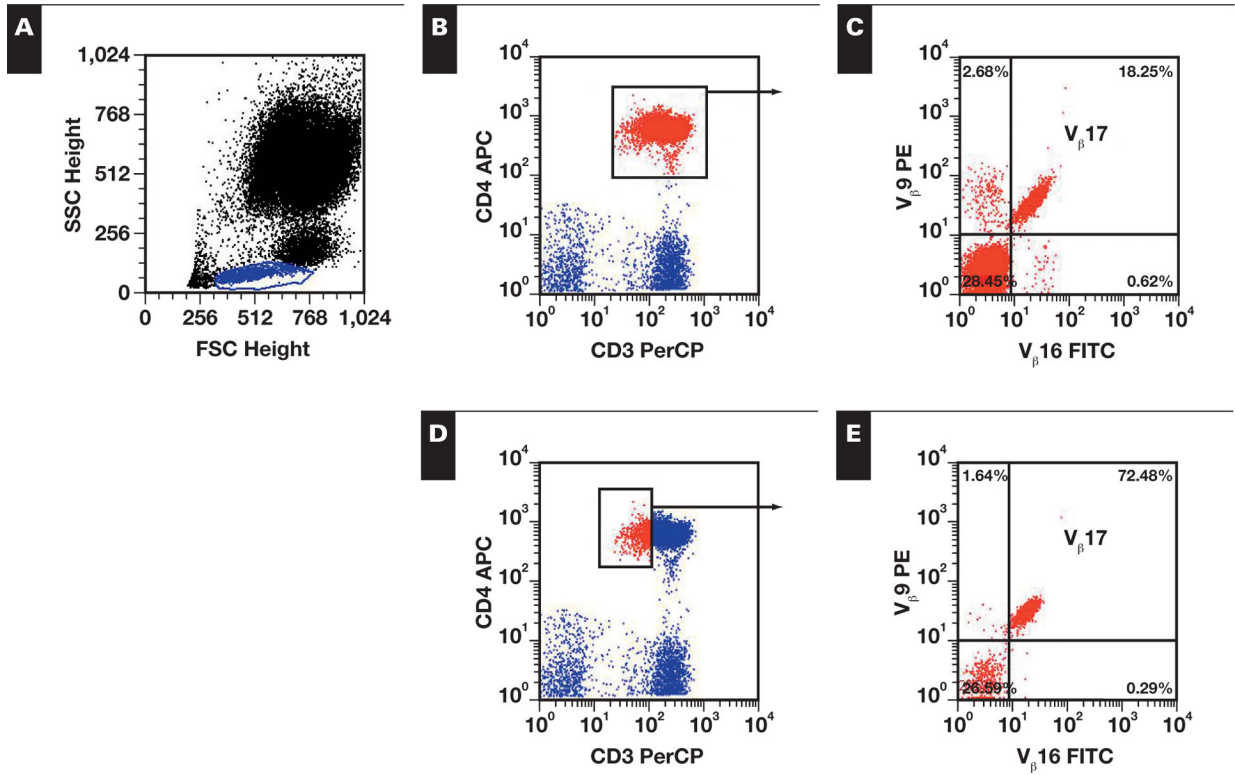 A
1,024
768
512
256
0
SSC Height
0 256 512 768 1,024
FSC Height
B
10⁴
10³
10²
10¹
10⁰
CD4 APC
10⁰ 10¹ 10² 10³ 10⁴
CD3 PerCP
C
10⁴
10³
10²
10¹
10⁰
Vβ9 PE
2.68% 18.25%
Vβ17
28.45% 0.62%
10⁰ 10¹ 10² 10³ 10⁴
Vβ16 FITC
D
10⁴
10³
10²
10¹
10⁰
CD4 APC
10⁰ 10¹ 10² 10³ 10⁴
CD3 PerCP
E
10⁴
10³
10²
10¹
10⁰
Vβ9 PE
1.64% 72.48%
Vβ17
26.59% 0.29%
10⁰ 10¹ 10² 10³ 10⁴
Vβ16 FITC